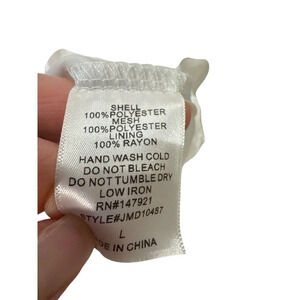 SHELL
100%POLYESTER
MESH
100%POLYESTER
LINING
100% RAYON
HAND WASH COLD
DO NOT BLEACH
DO NOT TUMBLE DRY
LOW IRON
RN#147921
STYLE#JMD10487
L
IN CHINA